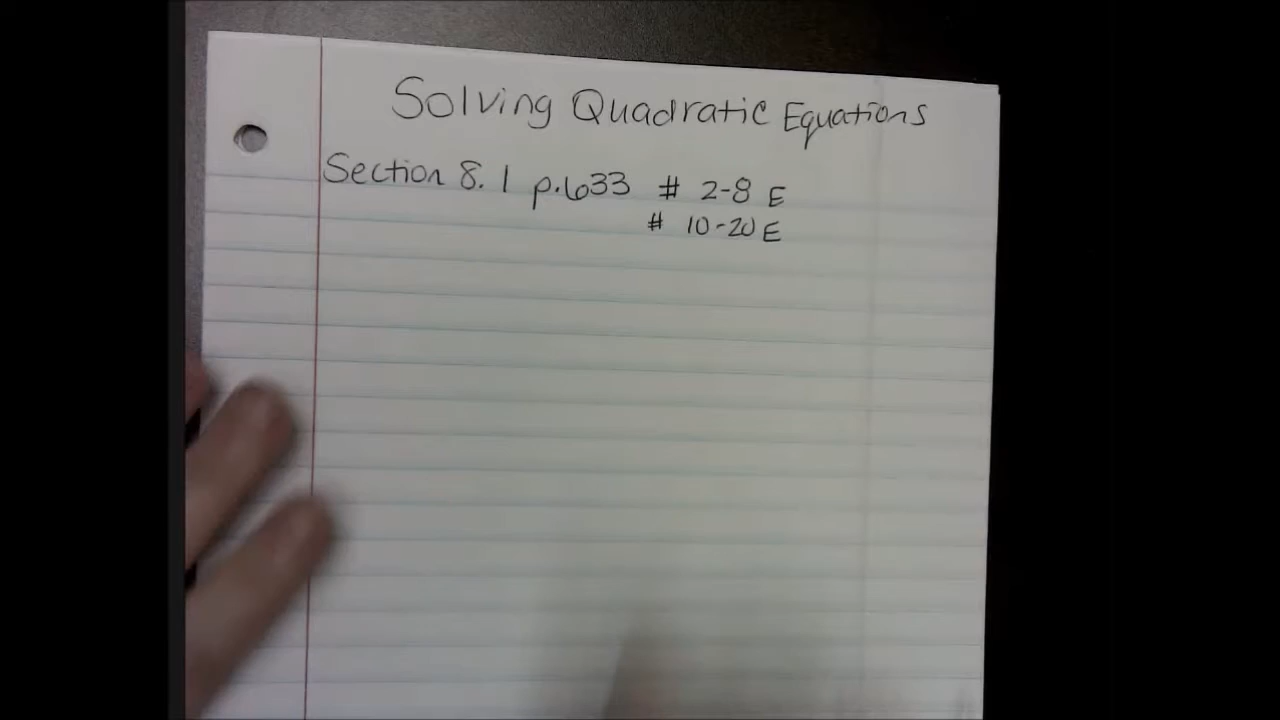 Solving Quadratic Equations
Section 8.1 p.633 # 2-8 E
# 10-20 E